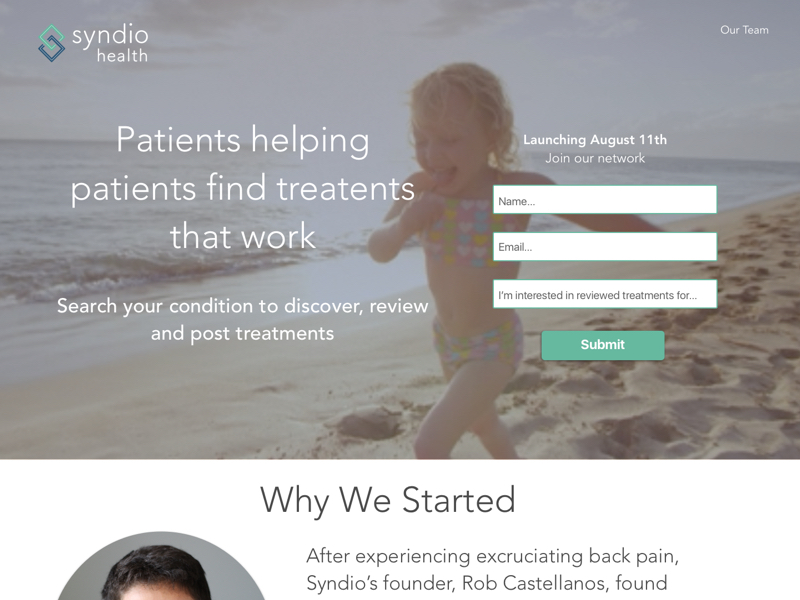 syndio
health
Our Team
Patients helping
patients find treatents
that work
Search your condition to discover, review
and post treatments
Launching August 11th
Join our network
Name...
Email...
I'm interested in reviewed treatments for...
Submit
Why We Started
After experiencing excruciating back pain,
Syndio’s founder, Rob Castellanos, found